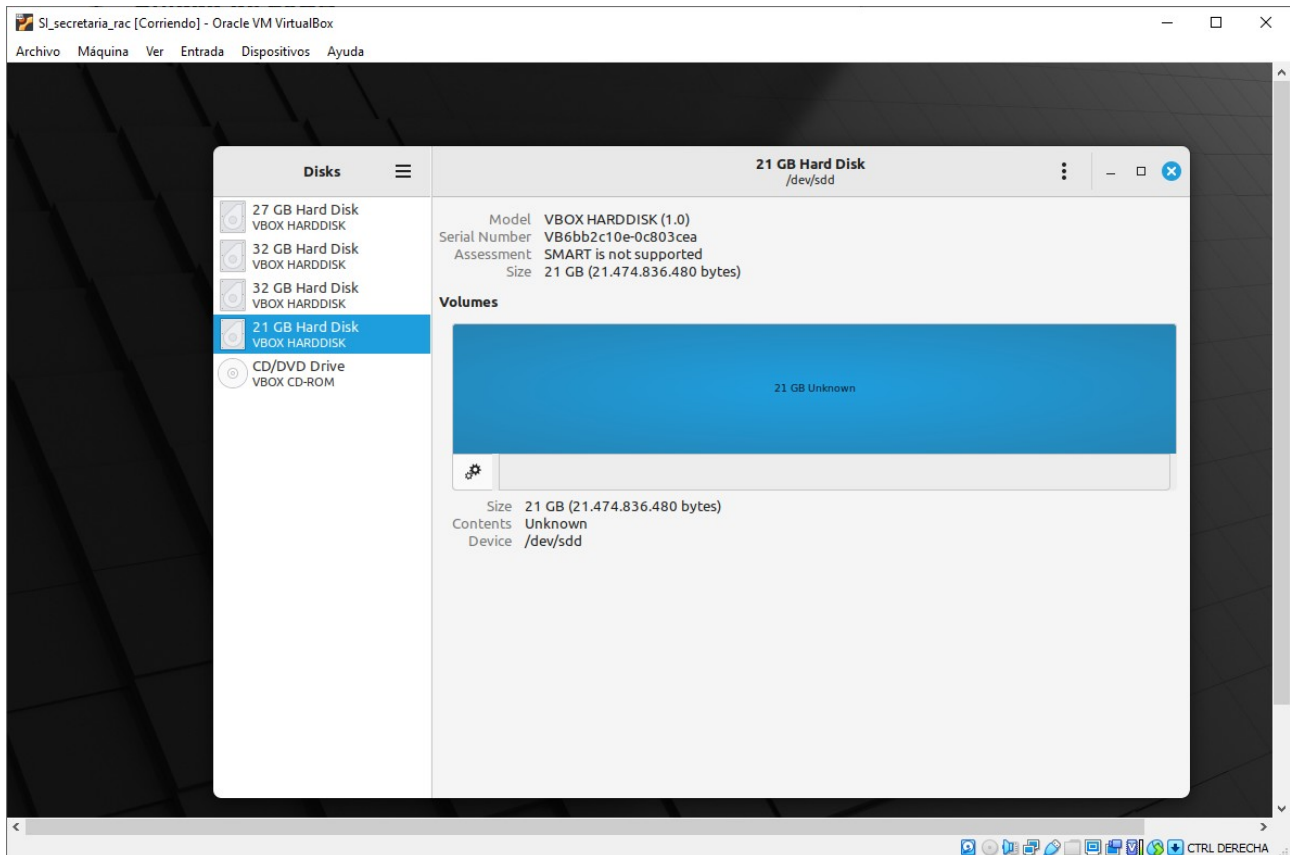 SI_secretaria_rac [Corriendo] - Oracle VM VirtualBox
Archivo Máquina Ver Entrada Dispositivos Ayuda
Disks
21 GB Hard Disk
/dev/sdd
27 GB Hard Disk
VBOX HARDDISK
32 GB Hard Disk
VBOX HARDDISK
32 GB Hard Disk
VBOX HARDDISK
21 GB Hard Disk
VBOX HARDDISK
CD/DVD Drive
VBOX CD-ROM
Model VBOX HARDDISK (1.0)
Serial Number VB6bb2c10e-0c803cea
Assessment SMART is not supported
Size 21 GB (21.474.836.480 bytes)
Volumes
21 GB Unknown
Size 21 GB (21.474.836.480 bytes)
Contents Unknown
Device /dev/sdd
CTRL DERECHA